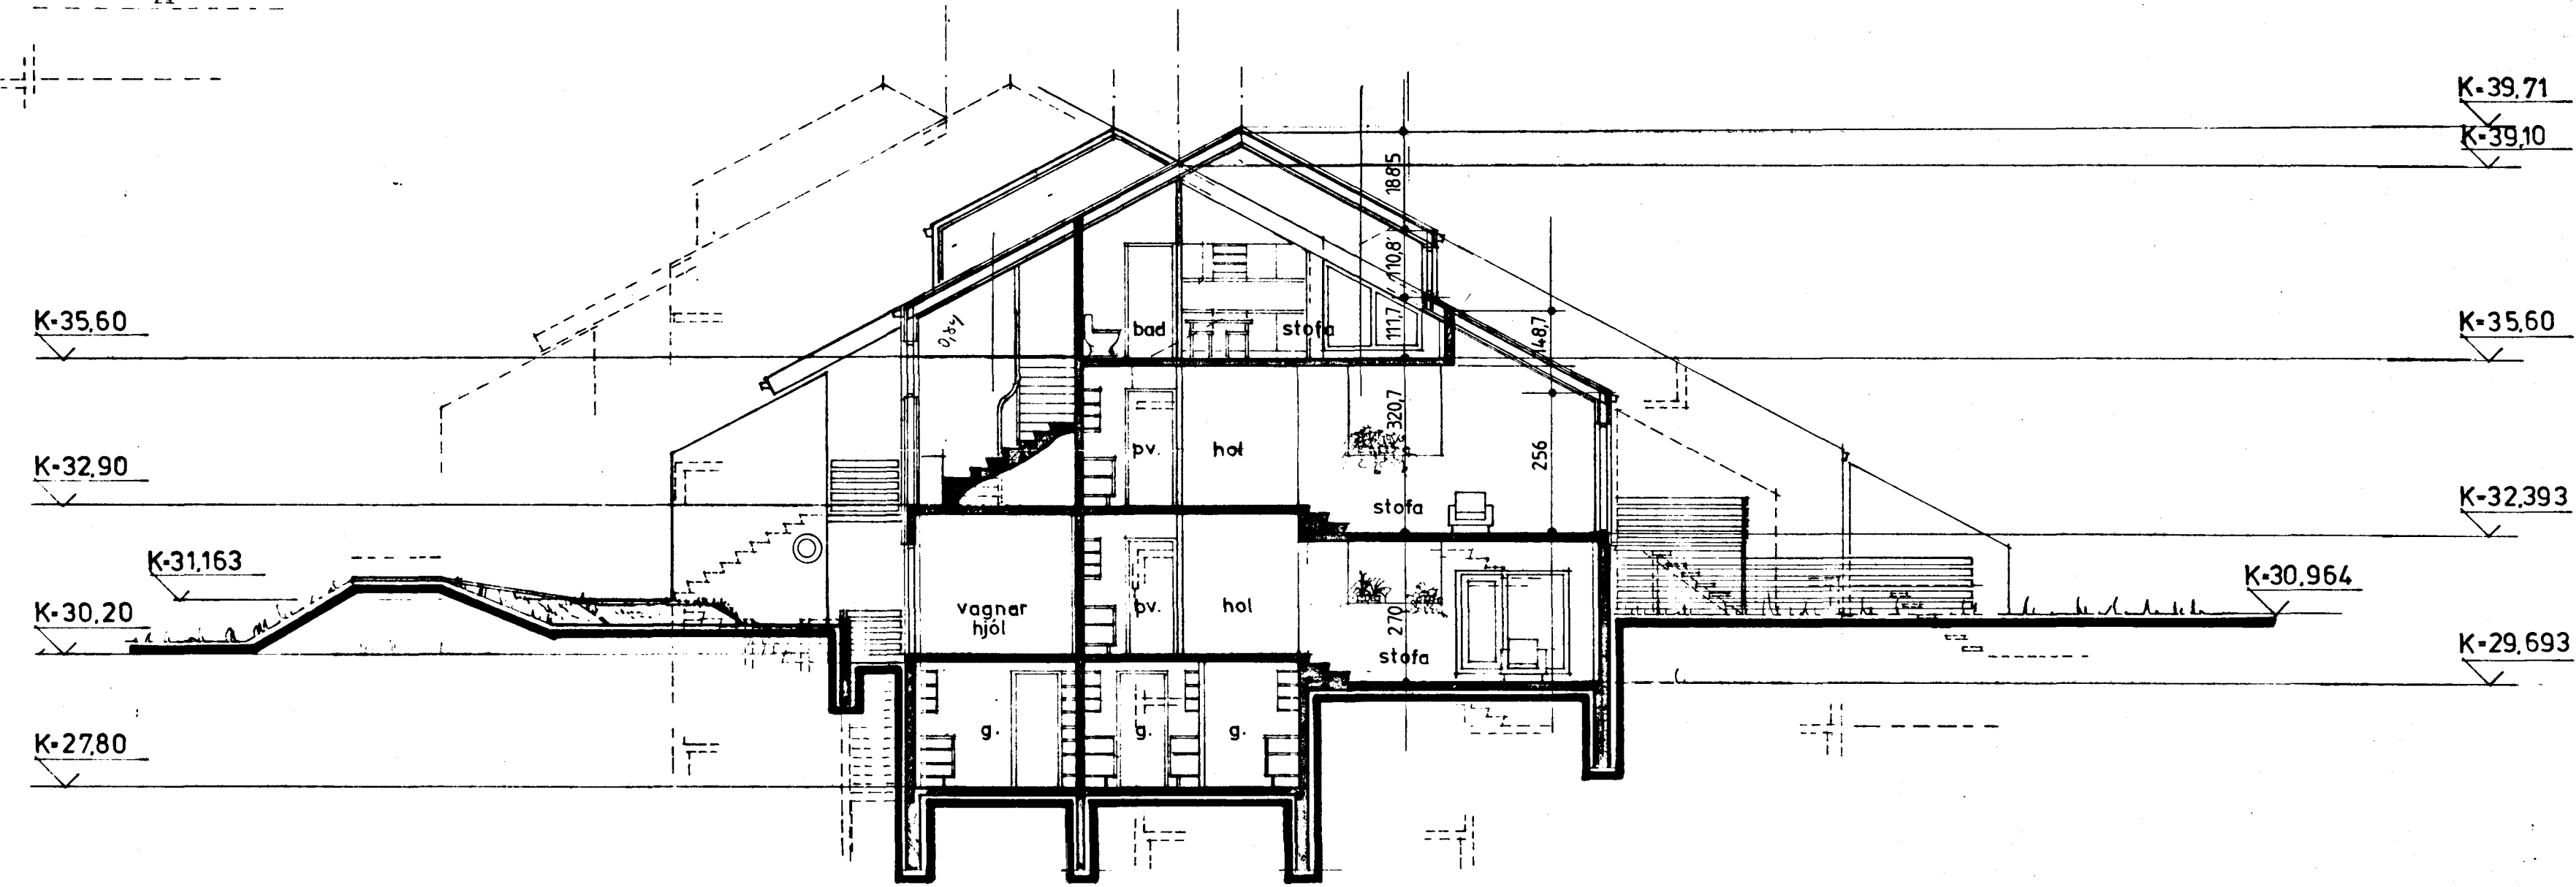 K=39,71
K=39,10
188,5
110,8
K=35,60
0,84
bad
stofa
111,7
148,7
K=35,60
320,7
K=32,90
pv.
hol
256
stofa
K=32,393
K=31,163
K=30,964
K=30,20
vagnar
hjól
pv.
hol
270
stofa
K=29,693
K=27,80
g.
g.
g.